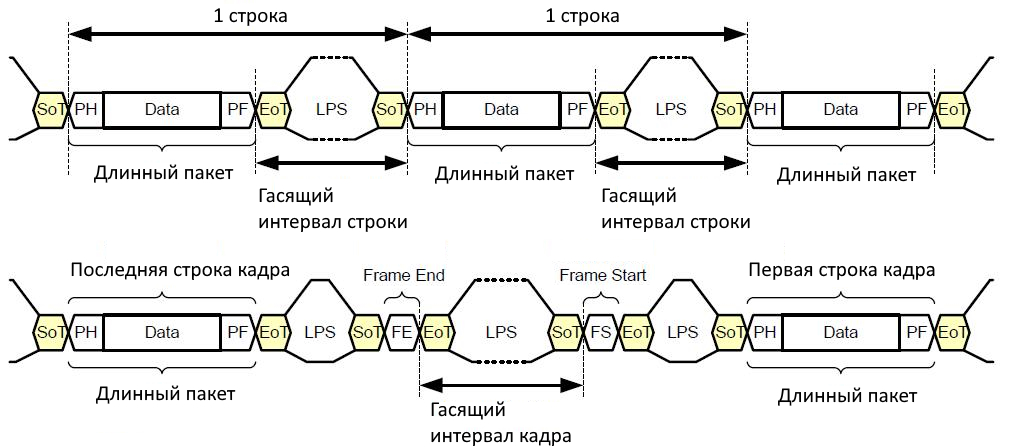 1 строка 1 строка
SoT PH Data PF EoT LPS SoT PH Data PF EoT LPS SoT PH Data PF EoT
Длинный пакет Длинный пакет Длинный пакет
Гасящий Гасящий
интервал строки интервал строки
Последняя строка кадра Frame End Frame Start Первая строка кадра
SoT PH Data PF EoT LPS SoT FE EoT LPS SoT FS EoT LPS SoT PH Data PF EoT
Длинный пакет Длинный пакет
Гасящий
интервал кадра